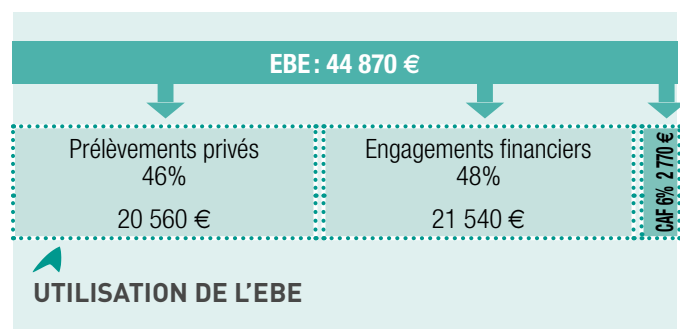 EBE : 44 870 €
Prélèvements privés
46%
20 560 €
Engagements financiers
48%
21 540 €
CAF 6% 2 770 €
UTILISATION DE L’EBE